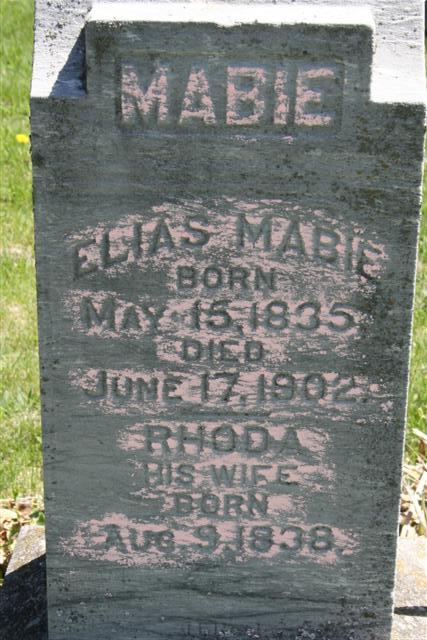 MABIE
ELIAS MABIE
BORN
MAY 15, 1835
DIED
JUNE 17, 1902.
RHODA
HIS WIFE
BORN
AUG 9, 1838.